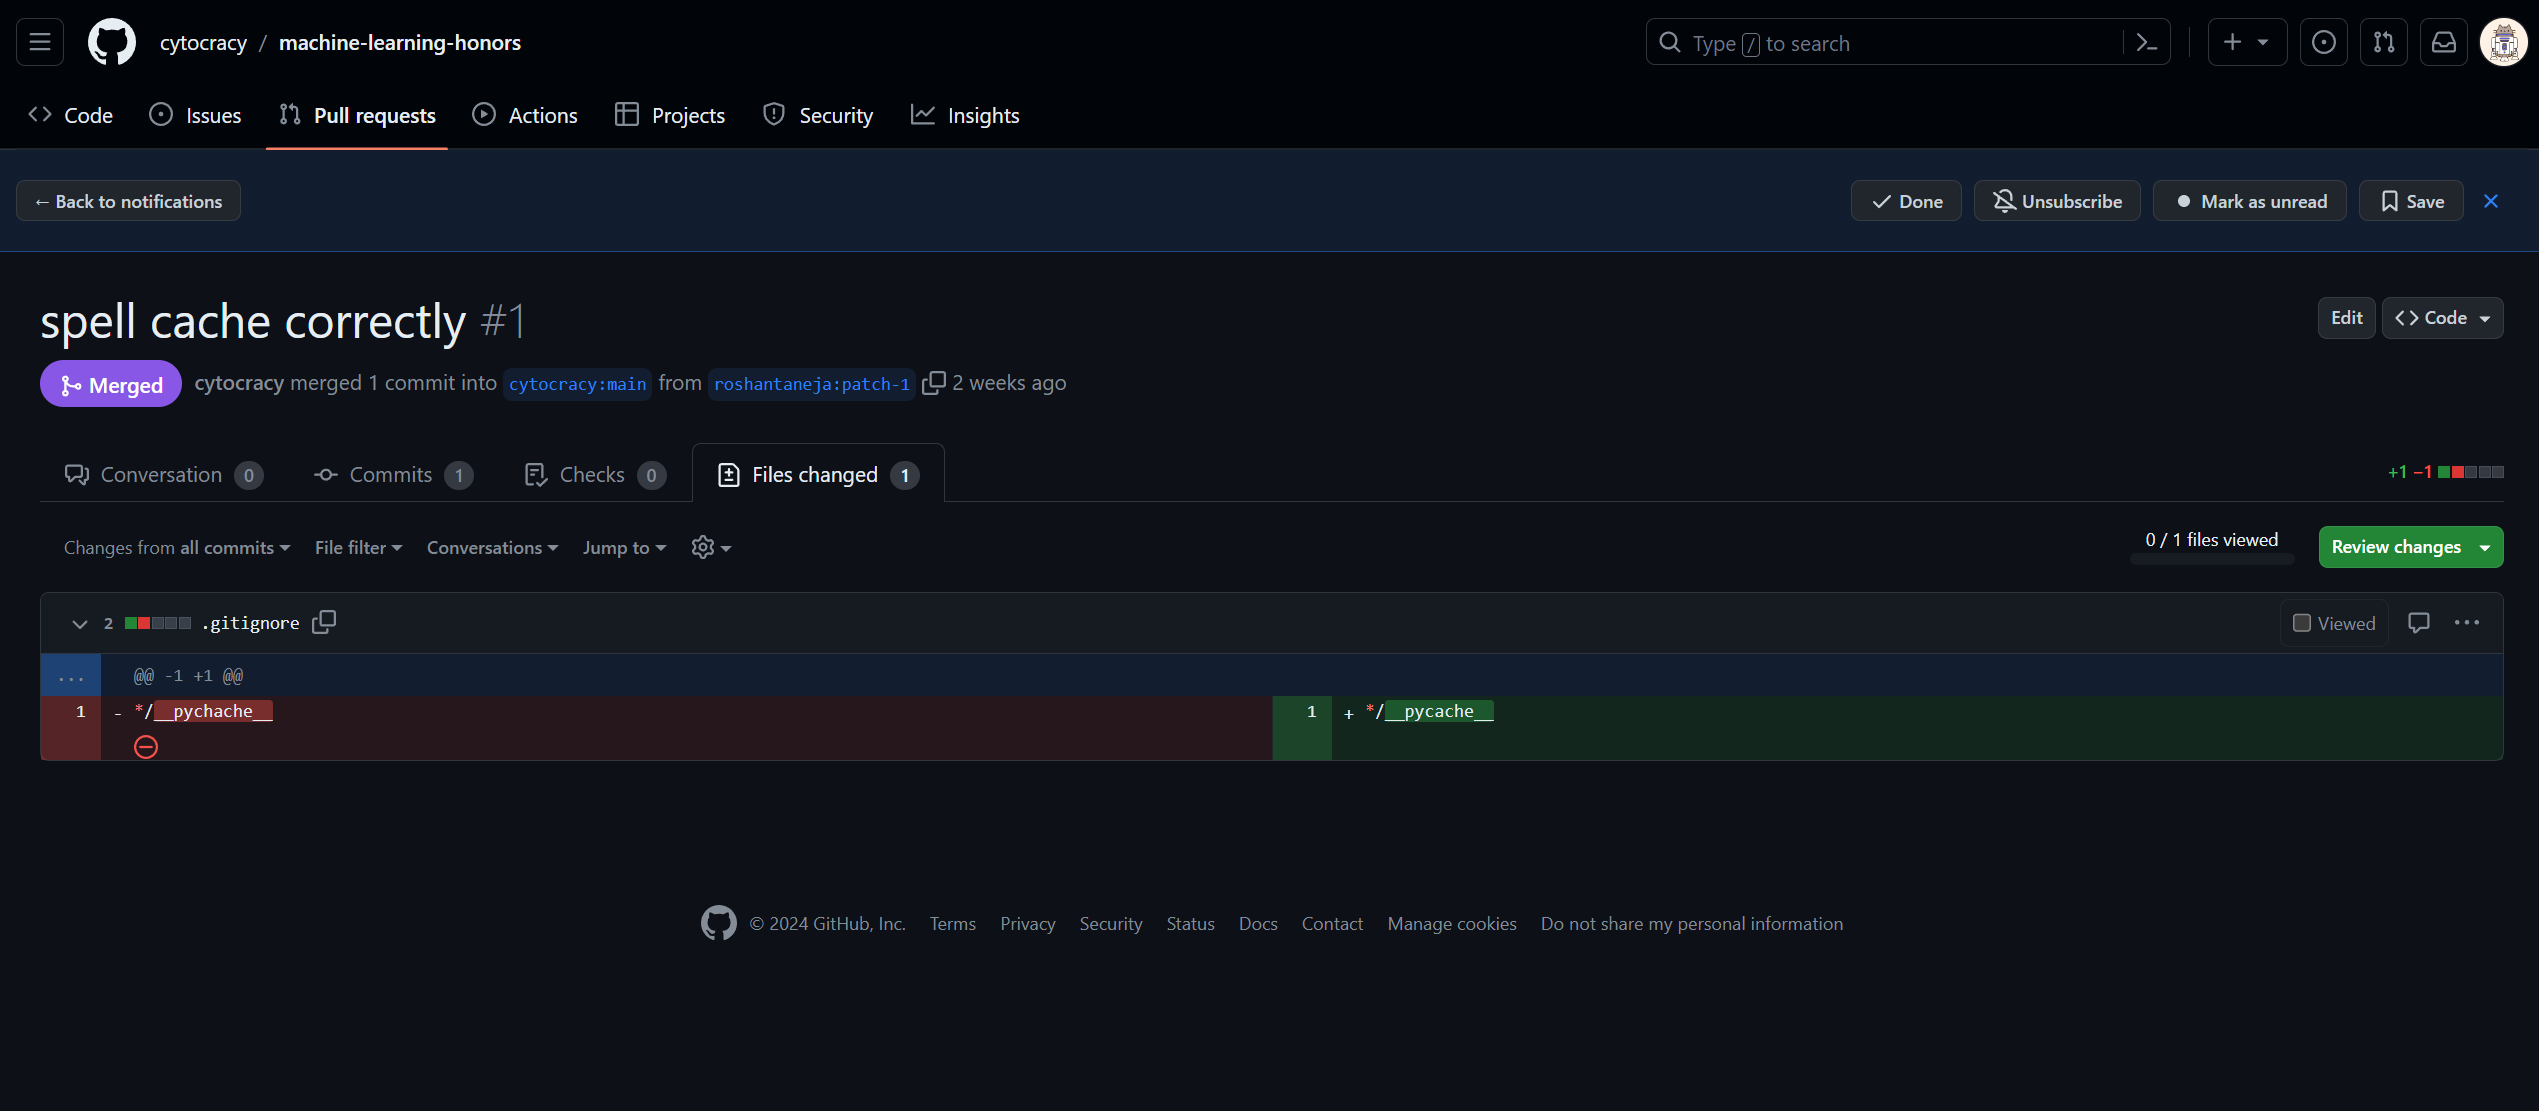 cytocracy / machine-learning-honors
Type / to search
Code Issues Pull requests Actions Projects Security Insights
← Back to notifications
Done Unsubscribe Mark as unread Save
spell cache correctly #1
Edit Code
Merged cytocracy merged 1 commit into cytocracy:main from roshantaneja:patch-1 2 weeks ago
Conversation 0 Commits 1 Checks 0 Files changed 1
+1 −1
Changes from all commits File filter Conversations Jump to
0 / 1 files viewed
Review changes
2 .gitignore
Viewed
... @@ -1 +1 @@
1 - */__pychache__
1 + */__pycache__
© 2024 GitHub, Inc. Terms Privacy Security Status Docs Contact Manage cookies Do not share my personal information